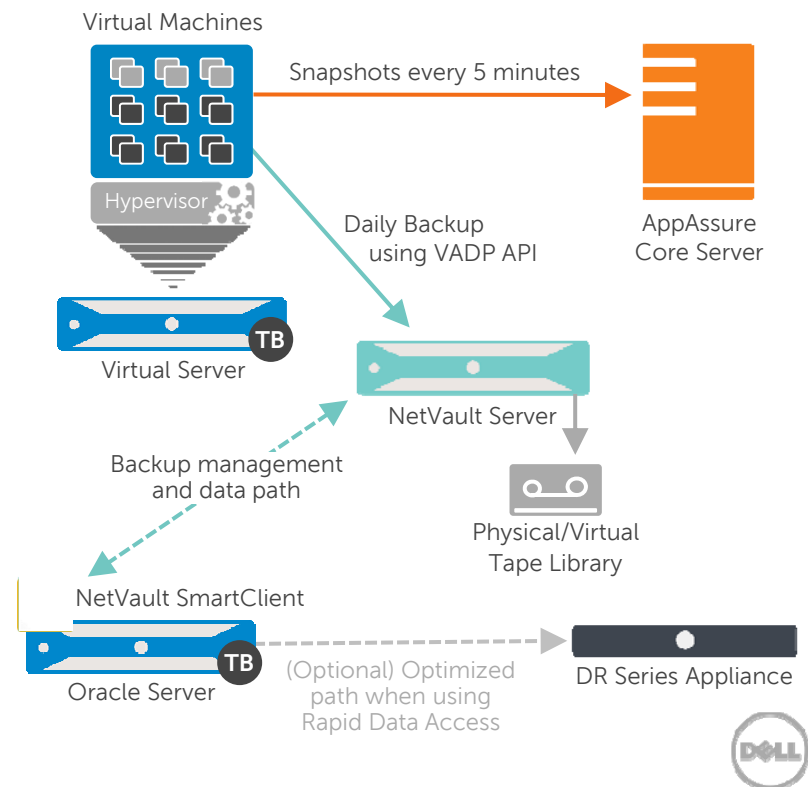 Virtual Machines
Snapshots every 5 minutes
Hypervisor
Daily Backup
using VADP API
AppAssure
Core Server
TB
Virtual Server
NetVault Server
Backup management
and data path
Physical/Virtual
Tape Library
NetVault SmartClient
TB
Oracle Server
(Optional) Optimized
path when using
Rapid Data Access
DR Series Appliance
DELL